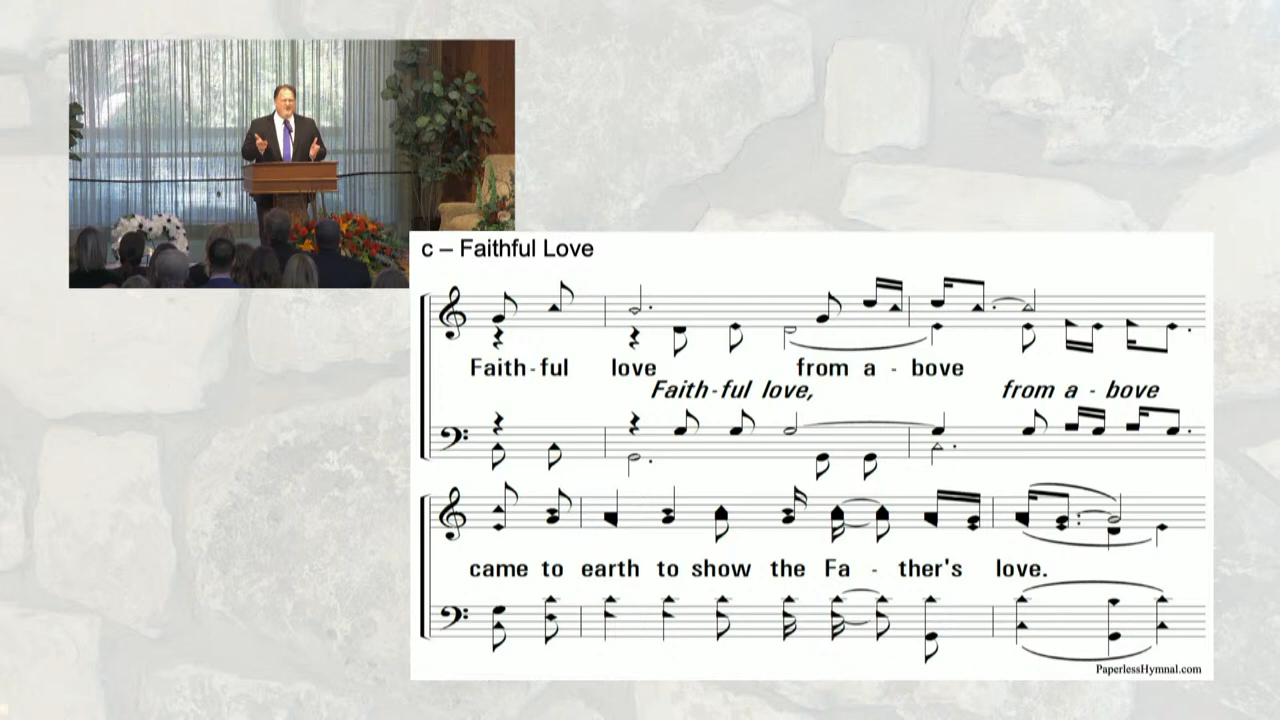 c – Faithful Love
Faith - ful love from a - bove
Faith - ful love, from a - bove
came to earth to show the Fa - ther's love.
PaperlessHymnal.com